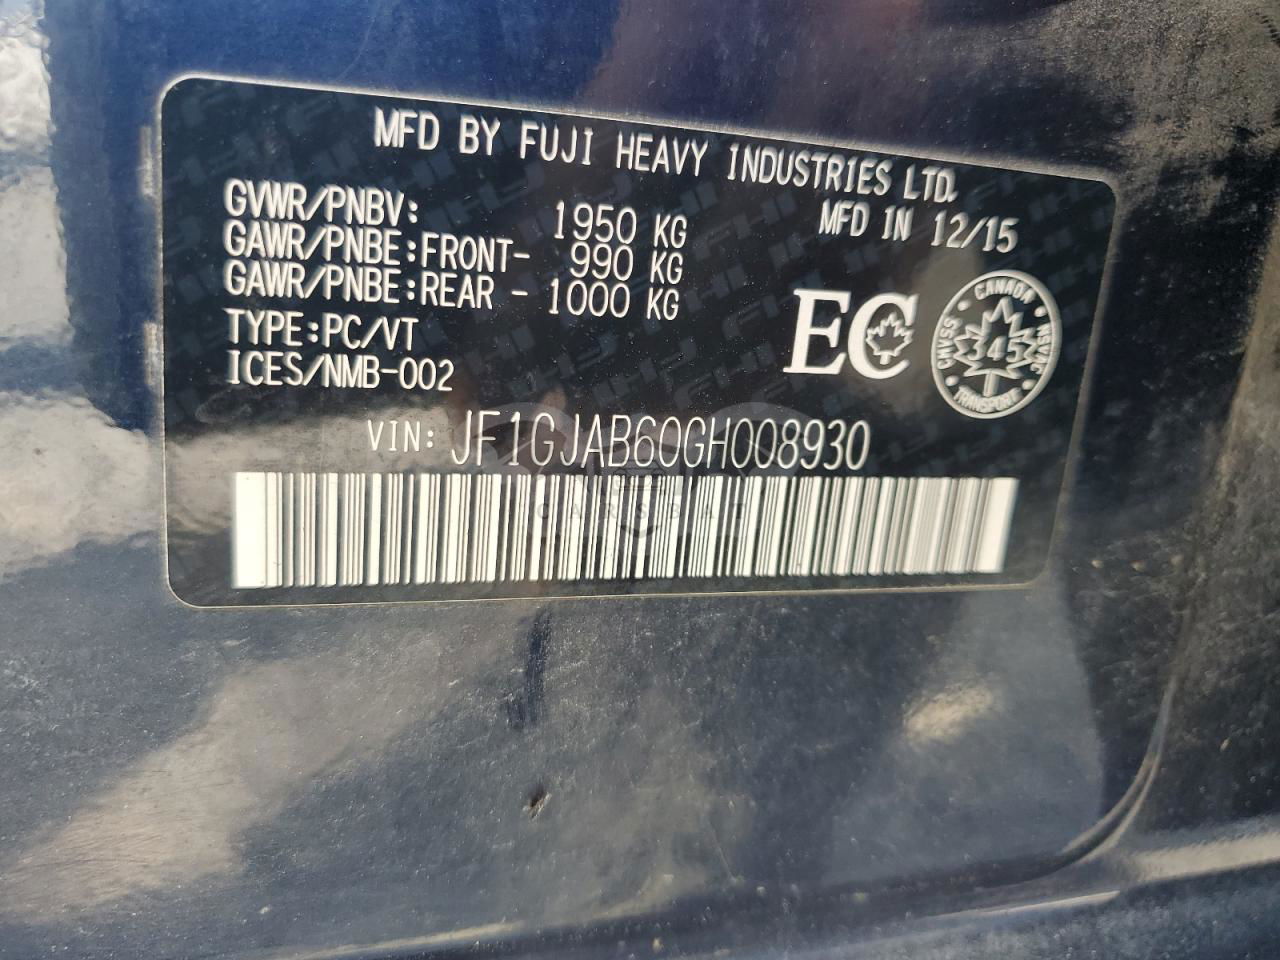 MFD BY FUJI HEAVY INDUSTRIES LTD.
GVWR/PNBV: 1950 KG MFD IN 12/15
GAWR/PNBE:FRONT- 990 KG
GAWR/PNBE:REAR - 1000 KG
TYPE:PC/VT
ICES/NMB-002
EC
CANADA
CMVSS 345 NSVAC
TRANSPORT
VIN: JF1GJAB60GH008930
CARSBAT